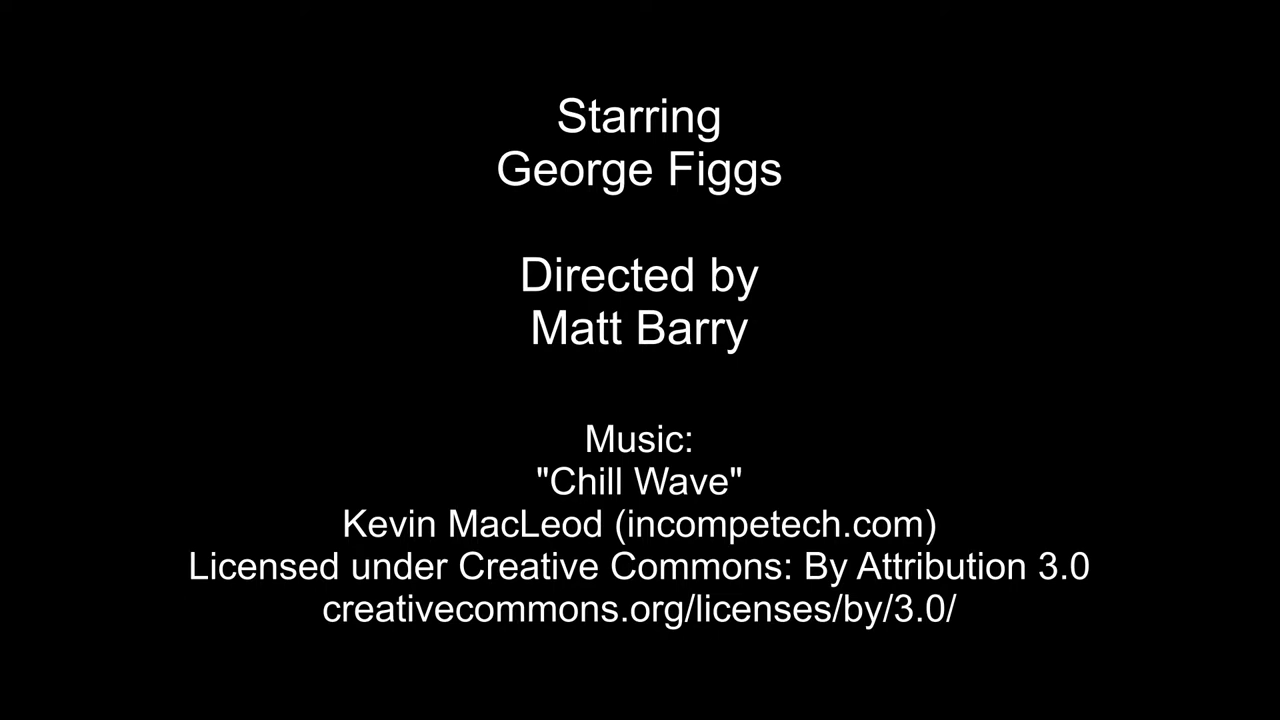 Starring
George Figgs
Directed by
Matt Barry
Music:
"Chill Wave"
Kevin MacLeod (incompetech.com)
Licensed under Creative Commons: By Attribution 3.0
creativecommons.org/licenses/by/3.0/